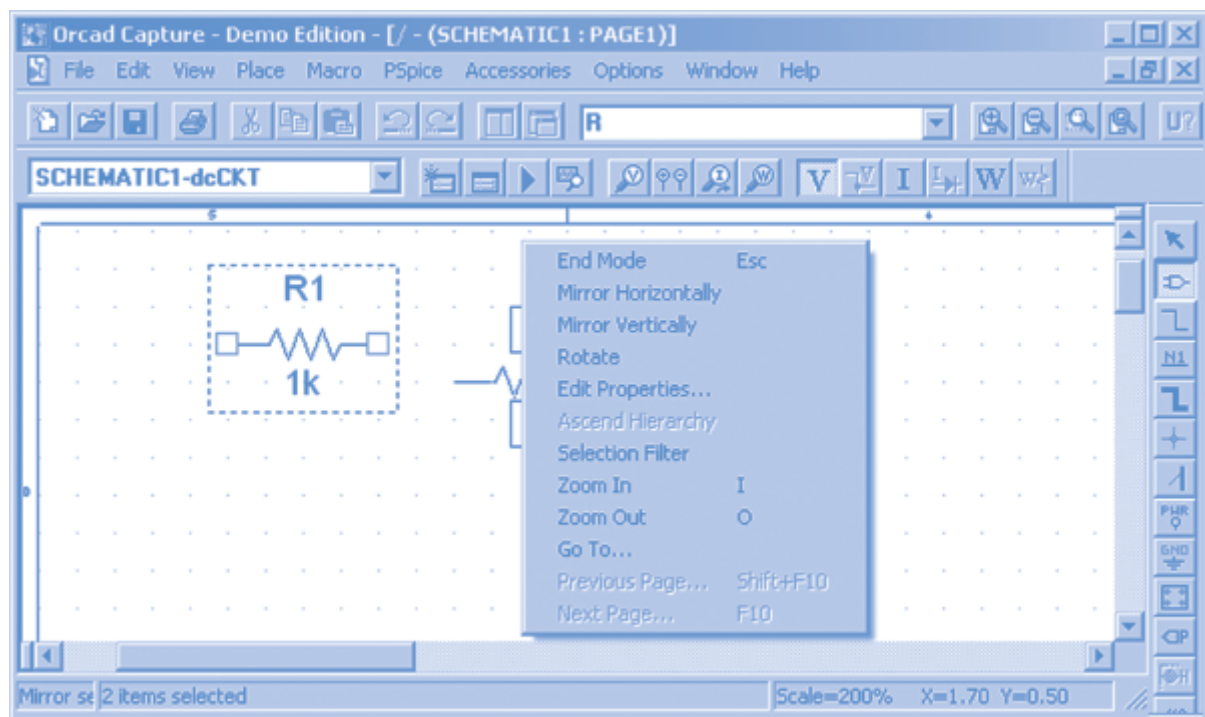 Orcad Capture - Demo Edition - [/ - (SCHEMATIC1 : PAGE1)]
File Edit View Place Macro PSpice Accessories Options Window Help
R
U?
SCHEMATIC1-dcCKT
V V I I W W
5 4
R1
1k
End Mode Esc
Mirror Horizontally
Mirror Vertically
Rotate
Edit Properties...
Ascend Hierarchy
Selection Filter
Zoom In I
Zoom Out O
Go To...
Previous Page... Shift+F10
Next Page... F10
N1
PWR
GND
Mirror se 2 items selected Scale=200% X=1.70 Y=0.50